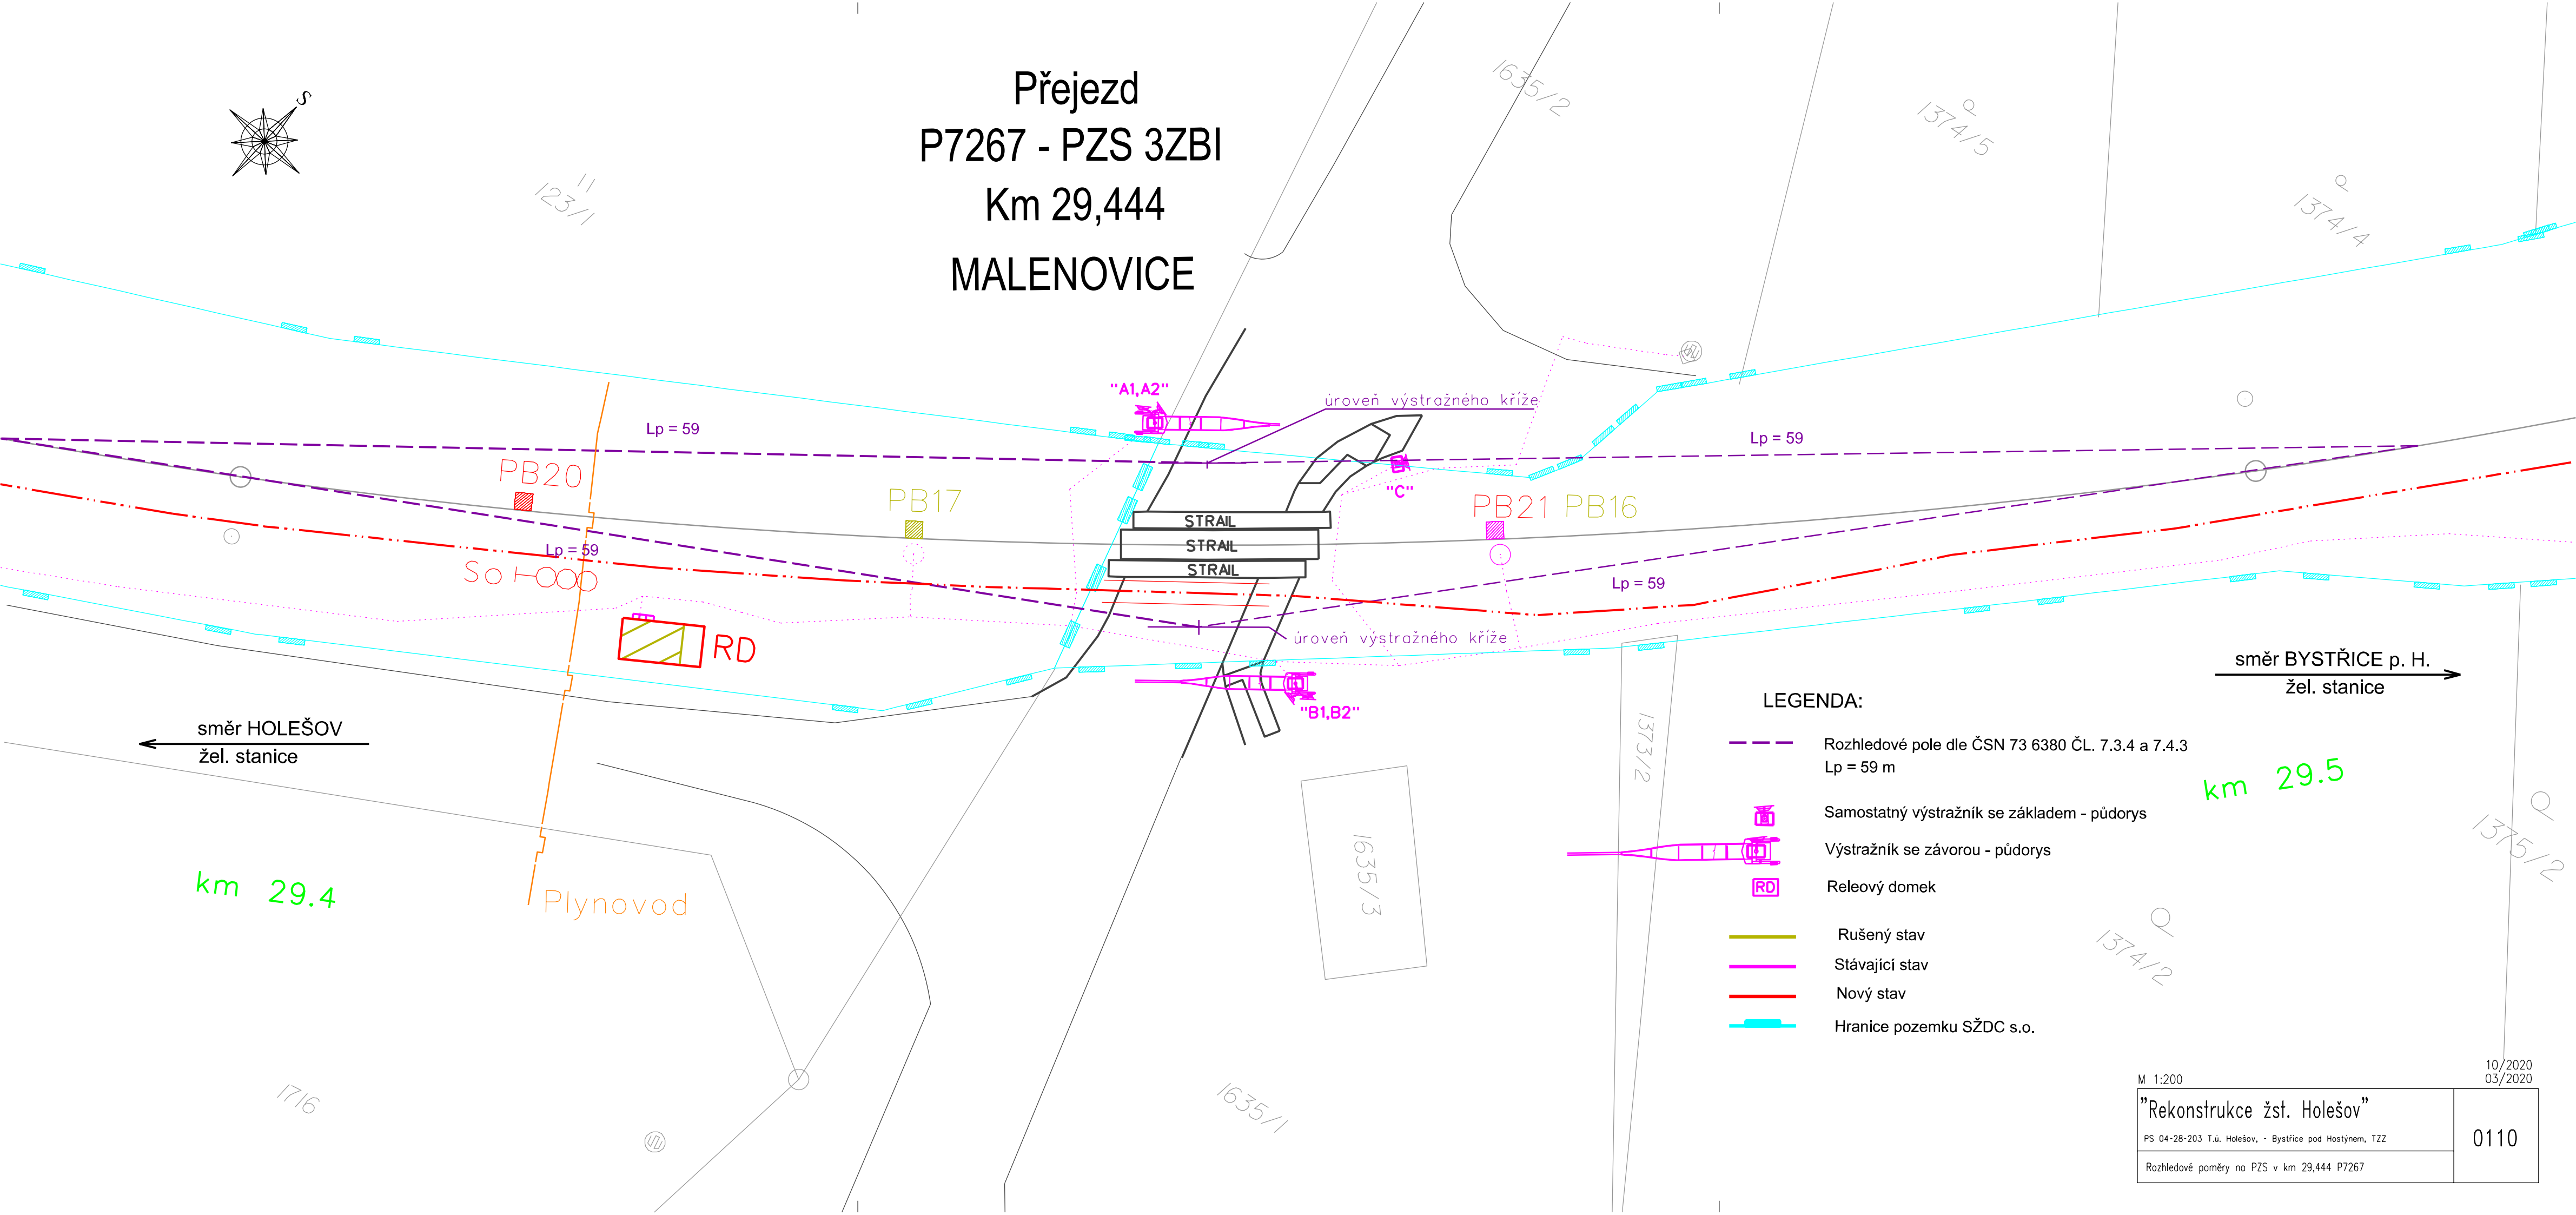 Přejezd
P7267 - PZS 3ZBI
Km 29,444
MALENOVICE
S
123/1
1635/2
1374/5
1374/4
"A1,A2"
úroveň výstražného kříže
Lp = 59
Lp = 59
PB20
PB17
"C"
PB21 PB16
STRAIL
STRAIL
STRAIL
Lp = 59
So
Lp = 59
RD
úroveň výstražného kříže
"B1,B2"
směr HOLEŠOV
žel. stanice
směr BYSTŘICE p. H.
žel. stanice
km 29.4
km 29.5
Plynovod
1635/3
1373/2
1375/2
1374/2
1716
1635/1
LEGENDA:
Rozhledové pole dle ČSN 73 6380 ČL. 7.3.4 a 7.4.3
Lp = 59 m
Samostatný výstražník se základem - půdorys
Výstražník se závorou - půdorys
RD Releový domek
Rušený stav
Stávající stav
Nový stav
Hranice pozemku SŽDC s.o.
10/2020
M 1:200 03/2020
"Rekonstrukce žst. Holešov"
PS 04-28-203 T.ú. Holešov, - Bystřice pod Hostýnem, TZZ
0110
Rozhledové poměry na PZS v km 29,444 P7267